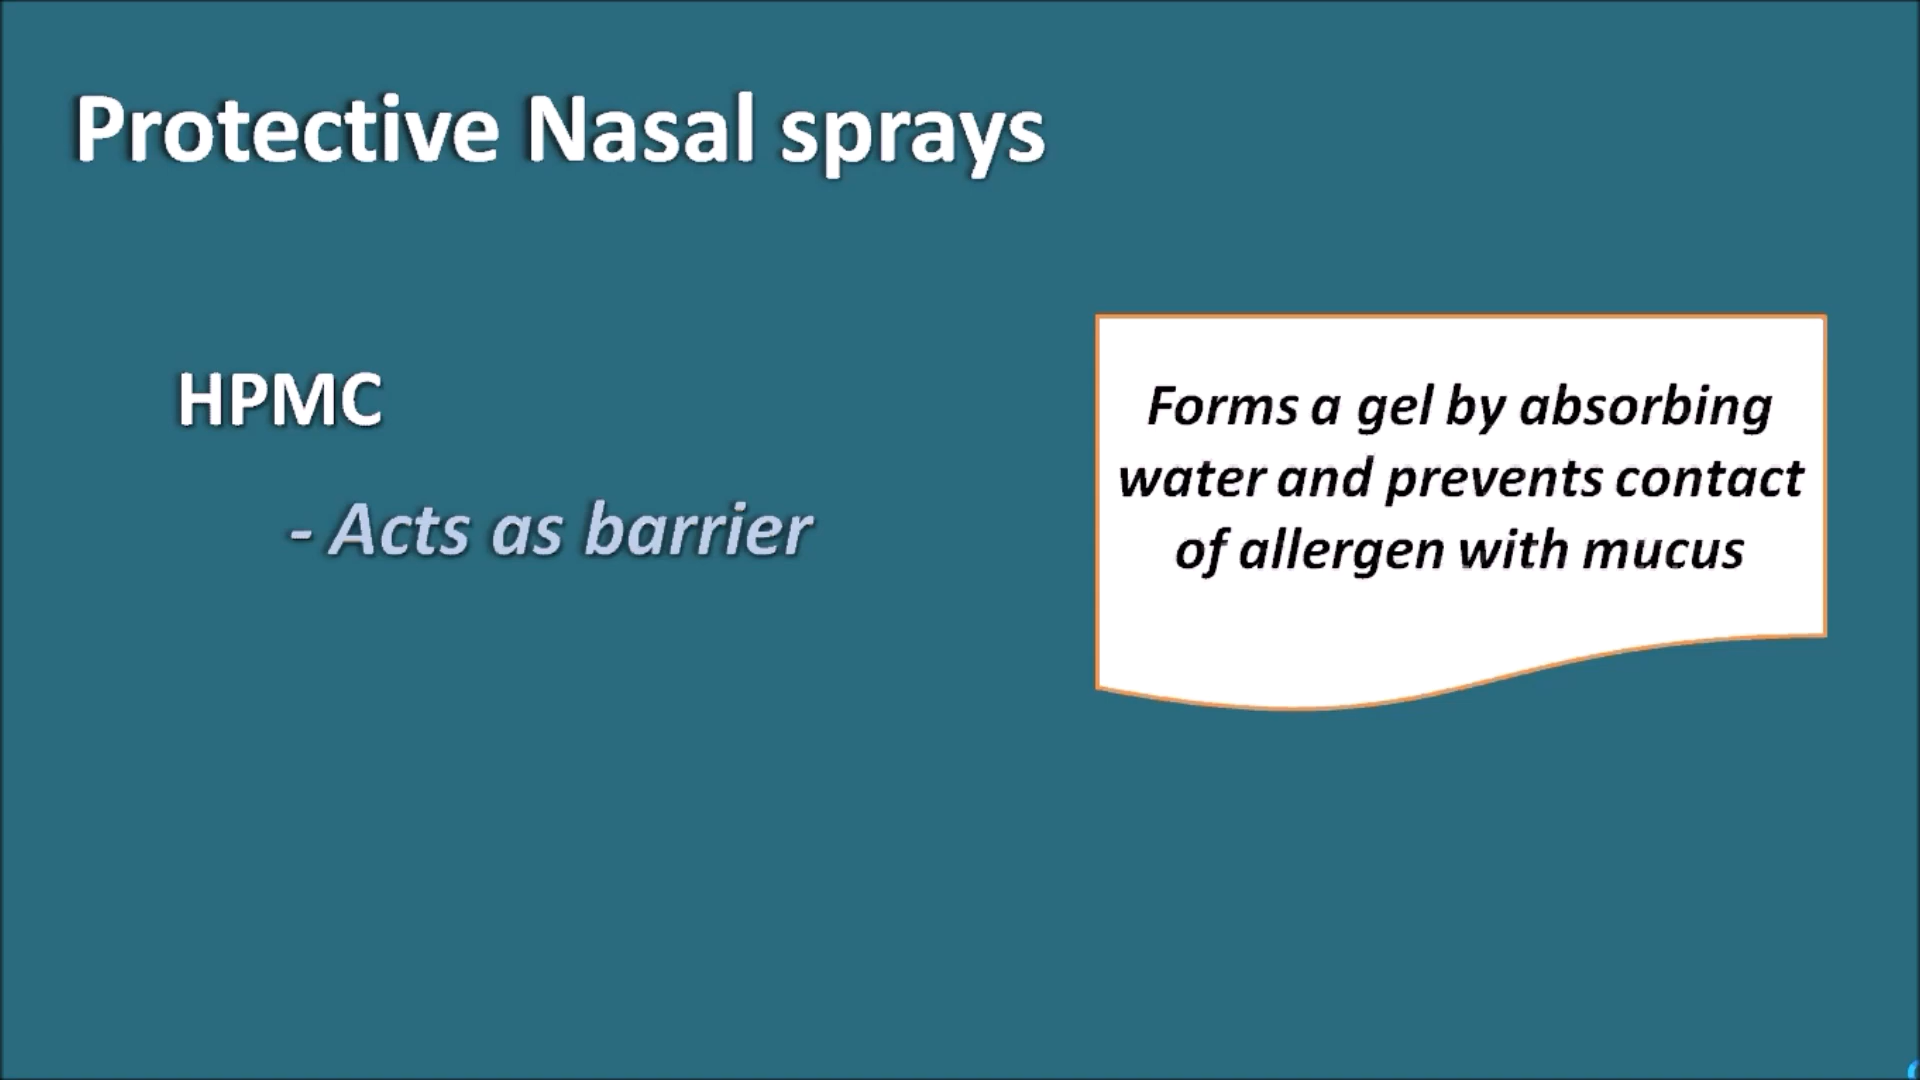 Protective Nasal sprays
HPMC
- Acts as barrier
Forms a gel by absorbing
water and prevents contact
of allergen with mucus